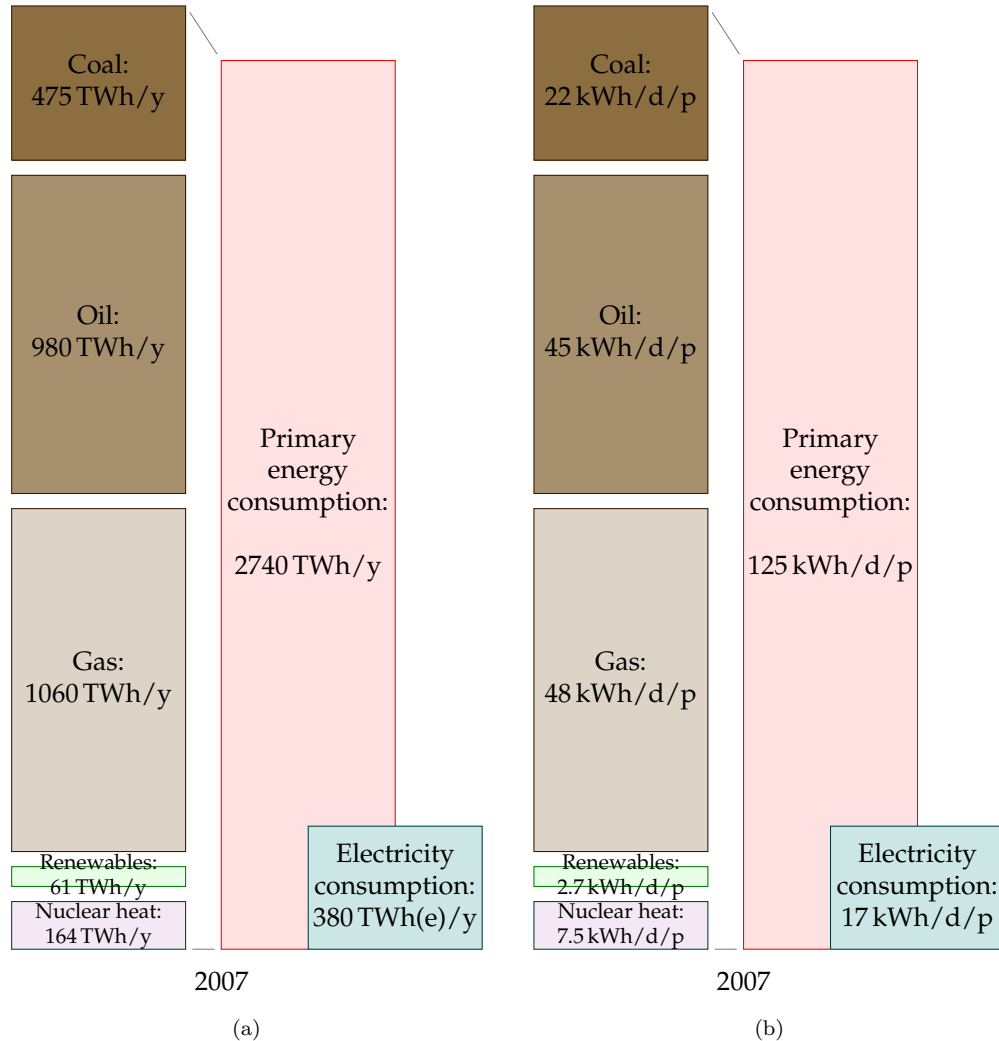 Coal:
475 TWh/y
Oil:
980 TWh/y
Gas:
1060 TWh/y
Renewables:
61 TWh/y
Nuclear heat:
164 TWh/y
Primary
energy
consumption:
2740 TWh/y
Electricity
consumption:
380 TWh(e)/y
2007
(a)
Coal:
22 kWh/d/p
Oil:
45 kWh/d/p
Gas:
48 kWh/d/p
Renewables:
2.7 kWh/d/p
Nuclear heat:
7.5 kWh/d/p
Primary
energy
consumption:
125 kWh/d/p
Electricity
consumption:
17 kWh/d/p
2007
(b)